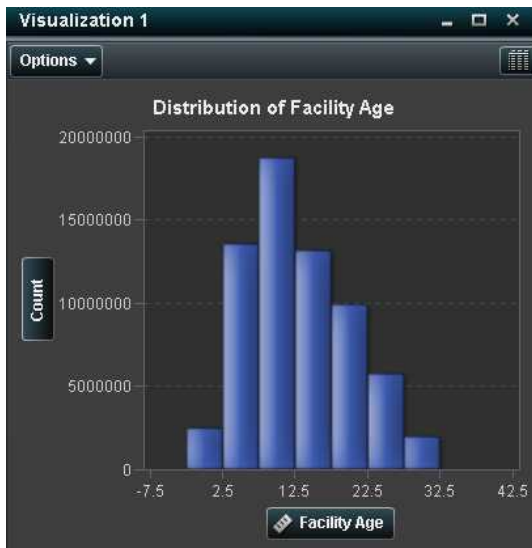 Visualization 1
Options
Distribution of Facility Age
20000000
15000000
10000000
5000000
0
Count
-7.5 2.5 12.5 22.5 32.5 42.5
Facility Age